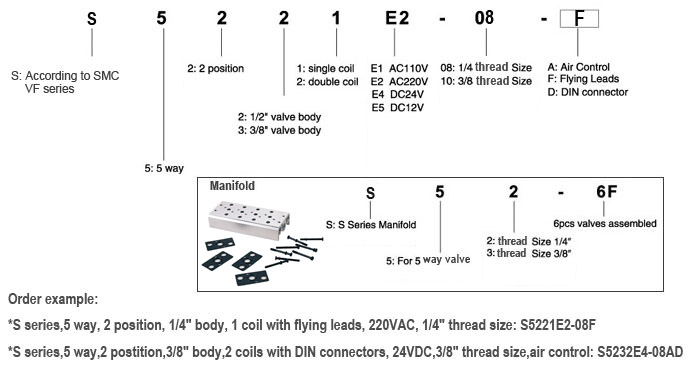 S 5 2 2 1 E2 - 08 - F
S: According to SMC
VF series
2: 2 position
1: single coil
2: double coil
E1 AC110V
E2 AC220V
E4 DC24V
E5 DC12V
08: 1/4 thread Size
10: 3/8 thread Size
A: Air Control
F: Flying Leads
D: DIN connector
2: 1/2" valve body
3: 3/8" valve body
5: 5 way
Manifold
S 5 2 - 6F
S: S Series Manifold
6pcs valves assembled
2: thread Size 1/4"
3: thread Size 3/8"
5: For 5 way valve
Order example:
*S series,5 way, 2 position, 1/4" body, 1 coil with flying leads, 220VAC, 1/4" thread size: S5221E2-08F
*S series,5 way,2 postition,3/8" body,2 coils with DIN connectors, 24VDC,3/8" thread size,air control: S5232E4-08AD